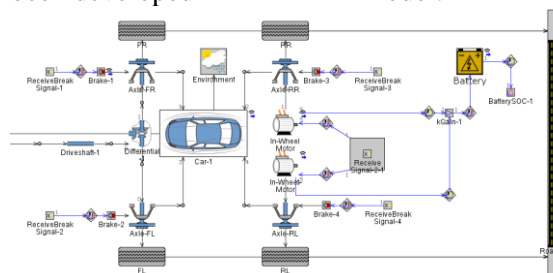 FR
RR
ReceiveBreak
Signal-1
Brake-1
Axle-FR
Environment
Axle-RR
Brake-3
ReceiveBreak
Signal-3
Battery
BatterySOC-1
Driveshaft-1
Differential
Car-1
In-Wheel
Motor
In-Wheel
Motor
Receive
Signal-2-1
kGain-1
ReceiveBreak
Signal-2
Brake-2
Axle-FL
Axle-RL
Brake-4
ReceiveBreak
Signal-4
FL
RL